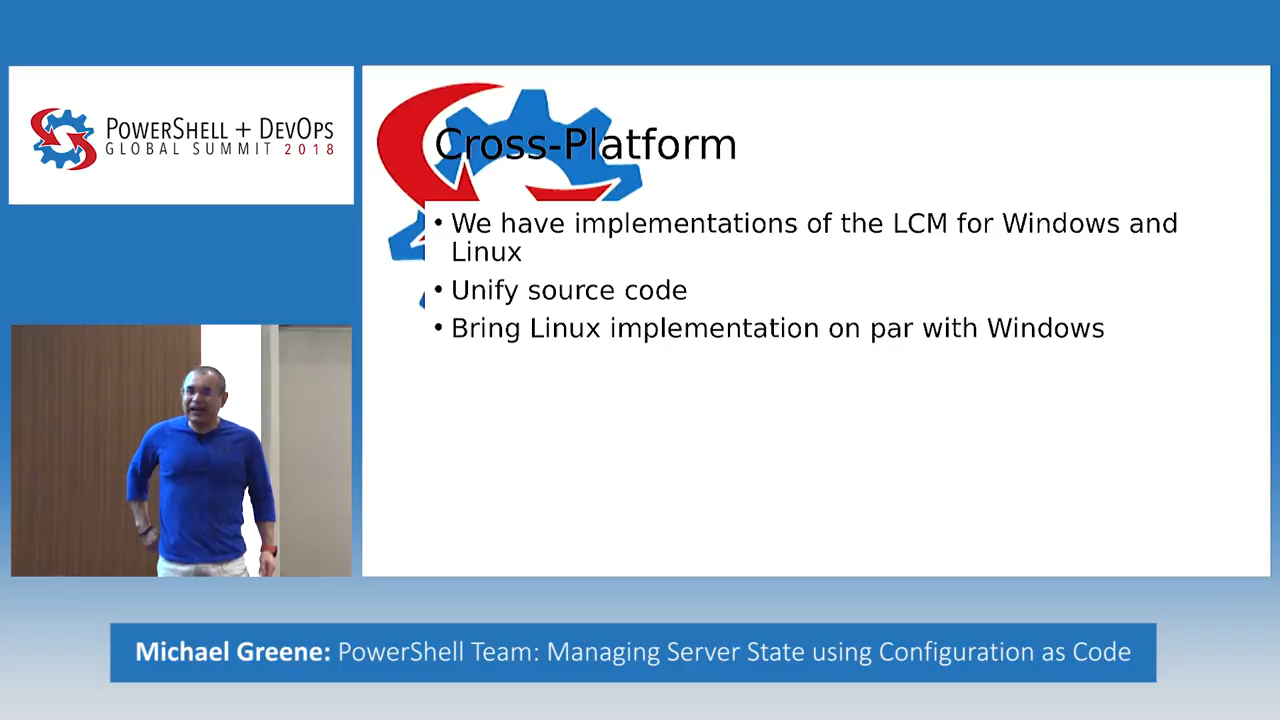 POWERSHELL + DEVOPS
GLOBAL SUMMIT 2018
Cross-Platform
• We have implementations of the LCM for Windows and
Linux
• Unify source code
• Bring Linux implementation on par with Windows
Michael Greene: PowerShell Team: Managing Server State using Configuration as Code